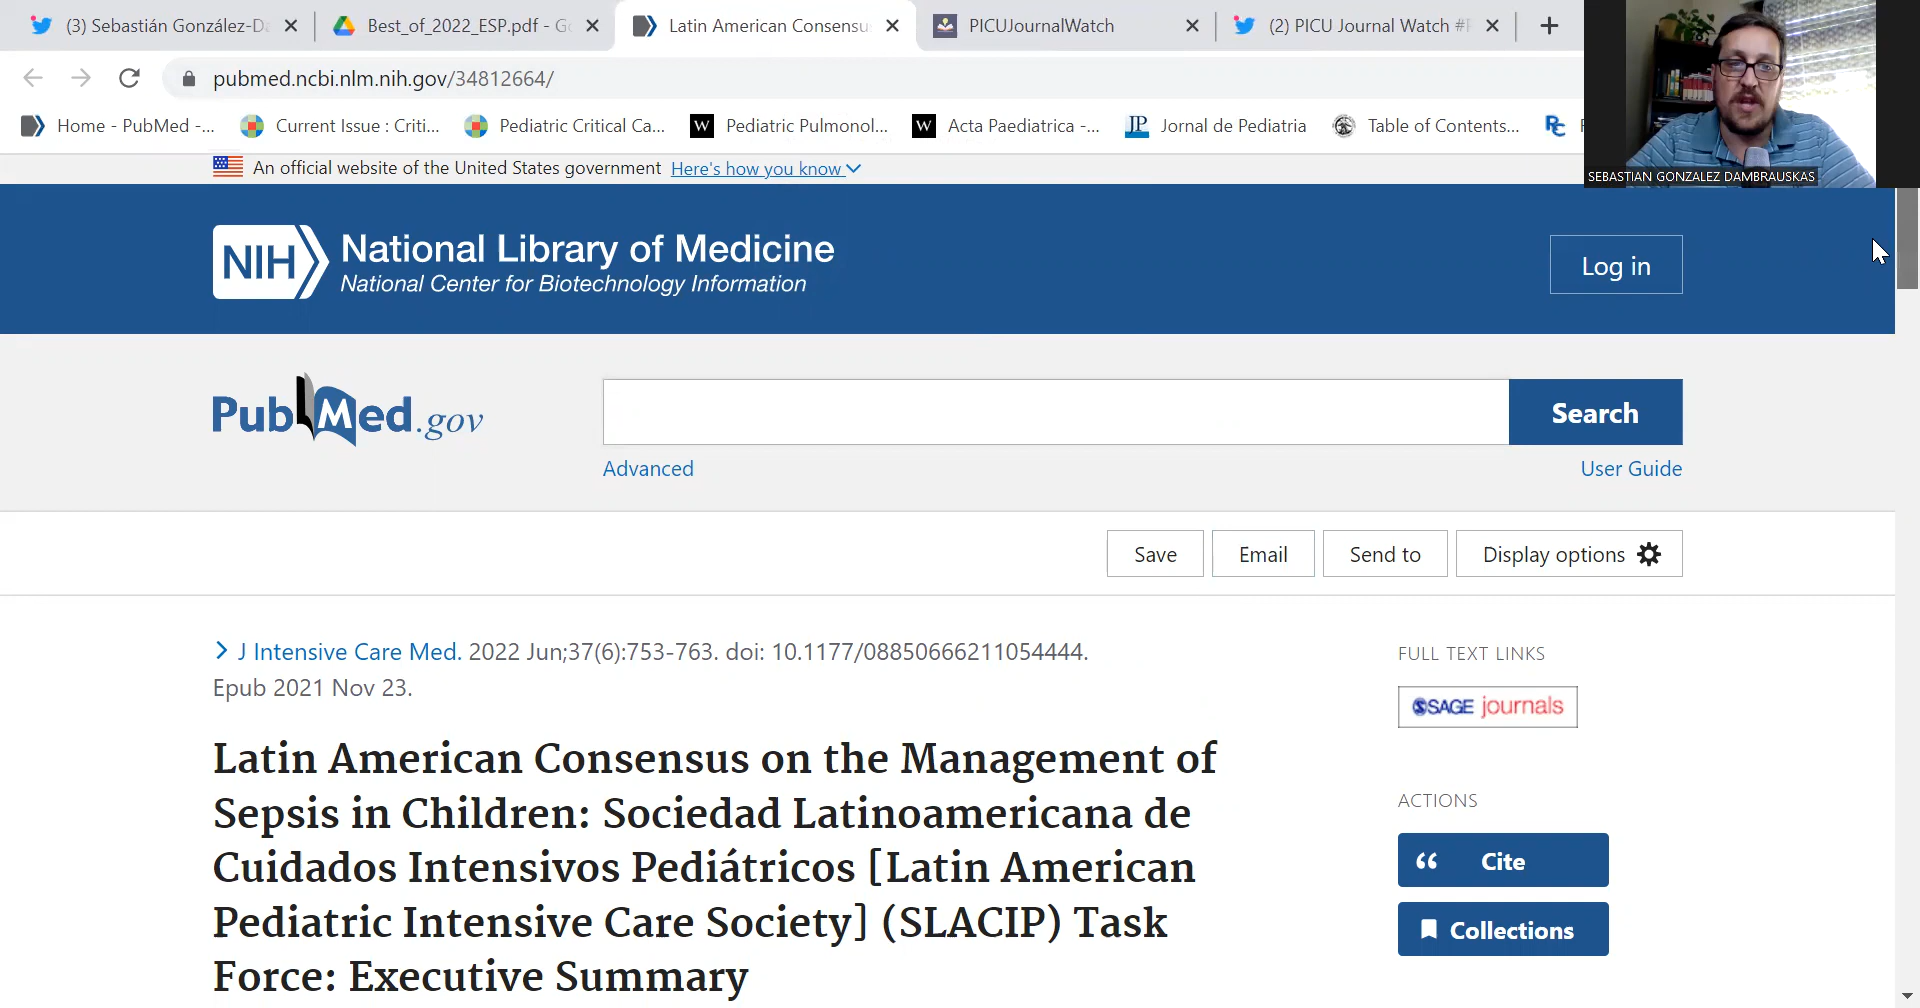 (3) Sebastián González-Da
Best_of_2022_ESP.pdf - Go
Latin American Consensu
PICUJournalWatch
(2) PICU Journal Watch #P
pubmed.ncbi.nlm.nih.gov/34812664/
Home - PubMed -...
Current Issue : Criti...
Pediatric Critical Ca...
W
Pediatric Pulmonol...
W
Acta Paediatrica -...
JP
Jornal de Pediatria
Table of Contents...
An official website of the United States government Here's how you know
SEBASTIAN GONZALEZ DAMBRAUSKAS
NIH National Library of Medicine
National Center for Biotechnology Information
Log in
PubMed.gov
Search
Advanced
User Guide
Save
Email
Send to
Display options
J Intensive Care Med. 2022 Jun;37(6):753-763. doi: 10.1177/08850666211054444.
Epub 2021 Nov 23.
Latin American Consensus on the Management of
Sepsis in Children: Sociedad Latinoamericana de
Cuidados Intensivos Pediátricos [Latin American
Pediatric Intensive Care Society] (SLACIP) Task
Force: Executive Summary
FULL TEXT LINKS
SAGE journals
ACTIONS
Cite
Collections